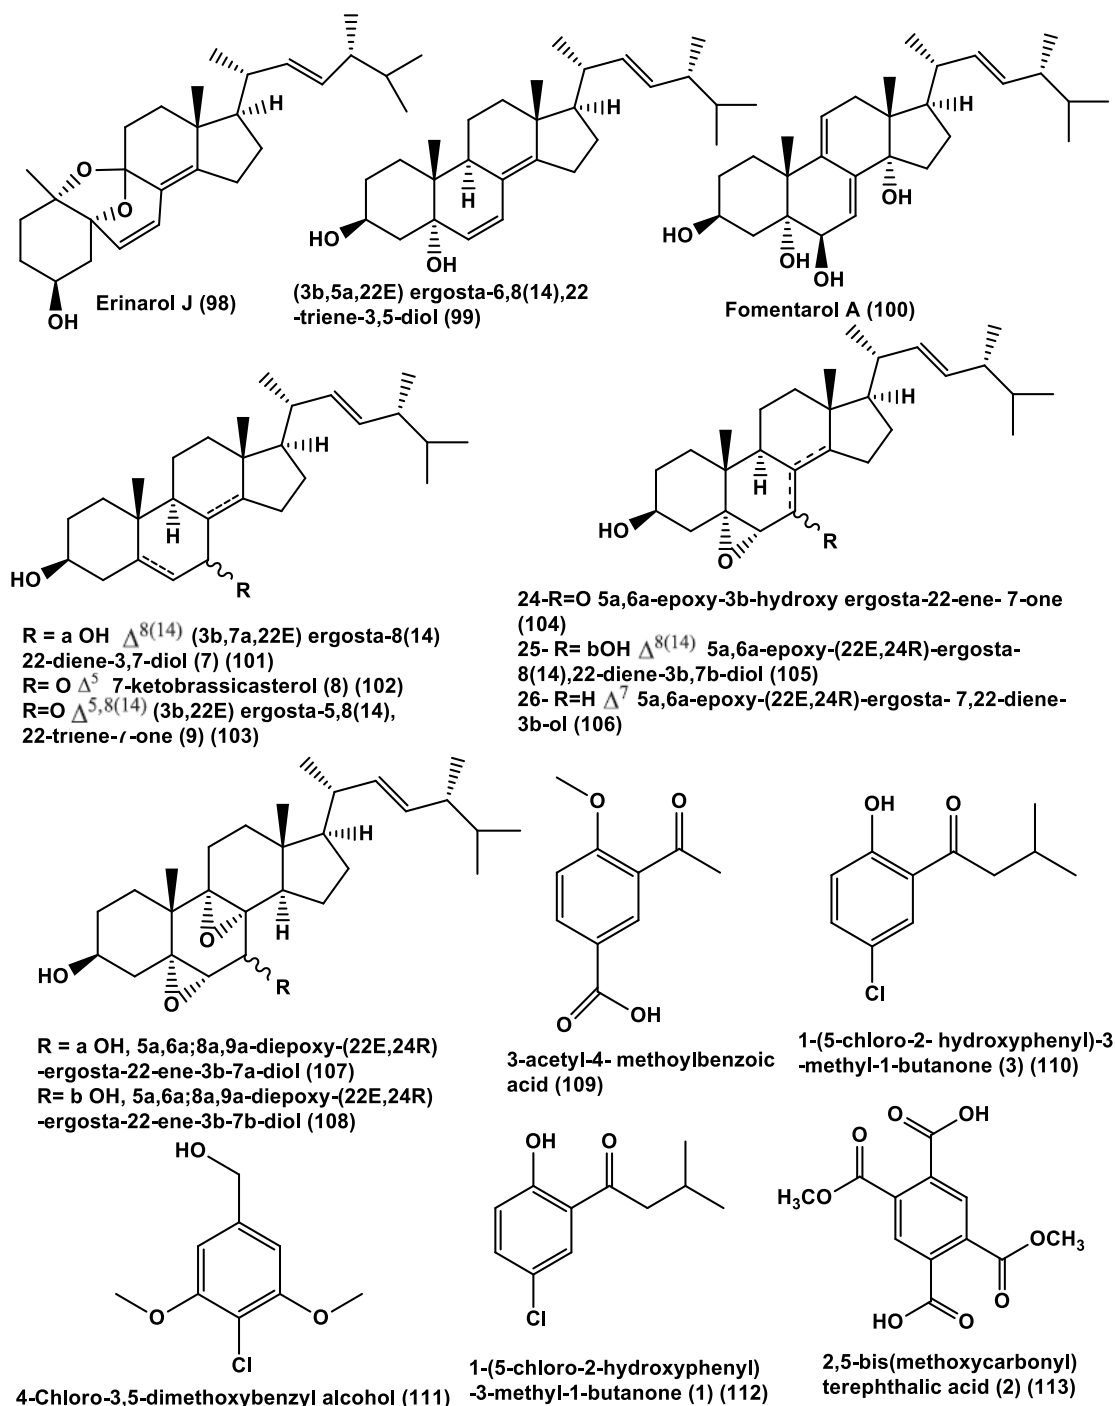 H
O
O
OH
Erinarol J (98)
H
H
HO
OH
(3b,5a,22E) ergosta-6,8(14),22
-triene-3,5-diol (99)
H
OH
HO
OH
OH
Fomentarol A (100)
H
H
HO
R
R = a OH Δ8(14) (3b,7a,22E) ergosta-8(14)
22-diene-3,7-diol (7) (101)
R= O Δ5 7-ketobrassicasterol (8) (102)
R=O Δ5,8(14) (3b,22E) ergosta-5,8(14),
22-triene-7-one (9) (103)
H
H
HO
O
R
24-R=O 5a,6a-epoxy-3b-hydroxy ergosta-22-ene- 7-one
(104)
25- R= bOH Δ8(14) 5a,6a-epoxy-(22E,24R)-ergosta-
8(14),22-diene-3b,7b-diol (105)
26- R=H Δ7 5a,6a-epoxy-(22E,24R)-ergosta- 7,22-diene-
3b-ol (106)
H
O
H
HO
O
R
R = a OH, 5a,6a;8a,9a-diepoxy-(22E,24R)
-ergosta-22-ene-3b-7a-diol (107)
R= b OH, 5a,6a;8a,9a-diepoxy-(22E,24R)
-ergosta-22-ene-3b-7b-diol (108)
O
O
O
OH
3-acetyl-4- methoylbenzoic
acid (109)
OH
O
Cl
1-(5-chloro-2- hydroxyphenyl)-3
-methyl-1-butanone (3) (110)
HO
O
O
Cl
4-Chloro-3,5-dimethoxybenzyl alcohol (111)
OH
O
Cl
1-(5-chloro-2-hydroxyphenyl)
-3-methyl-1-butanone (1) (112)
O
OH
O
H3CO
OCH3
O
HO
O
2,5-bis(methoxycarbonyl)
terephthalic acid (2) (113)